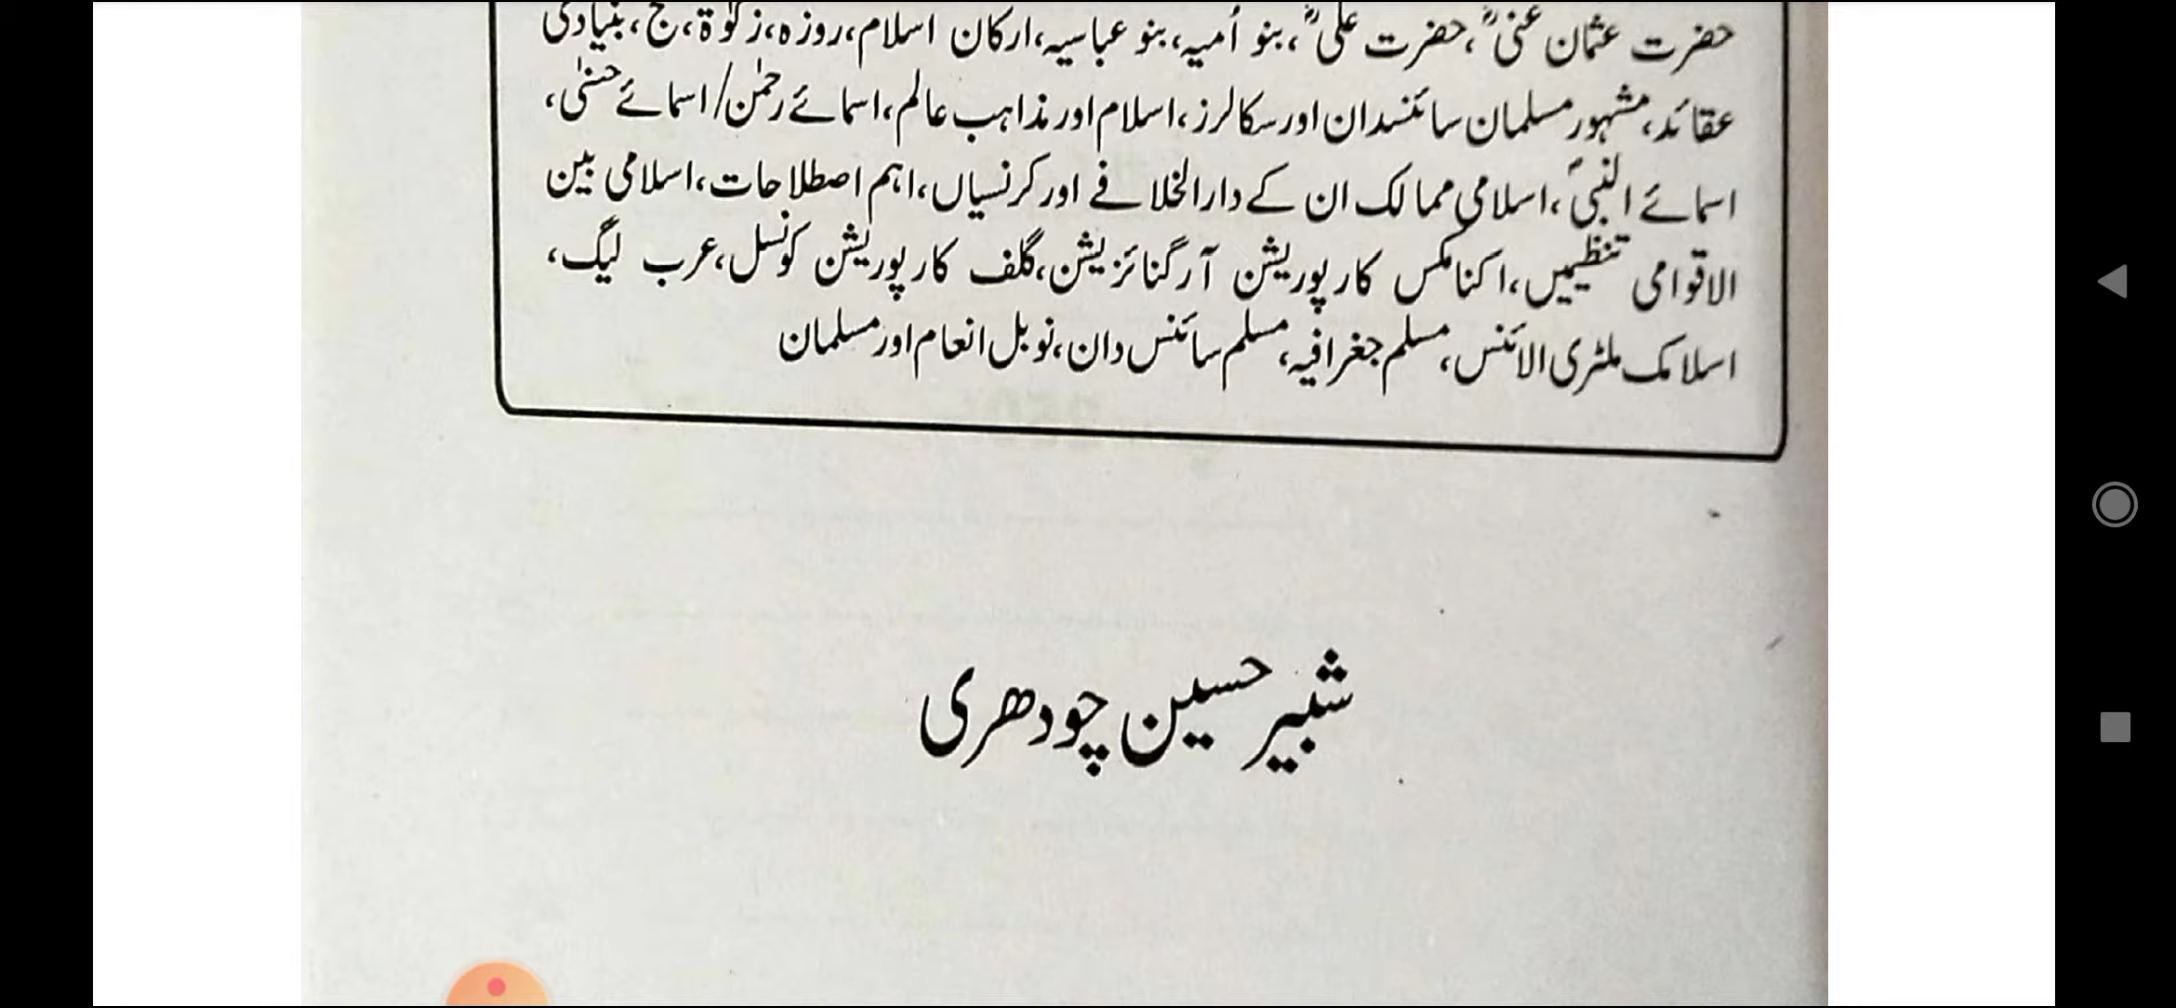 حضرت عثمان غنیؓ، حضرت علیؓ، بنو اُمیہ، بنو عباسیہ، ارکان اسلام، روزہ، زکوٰۃ، حج، بنیادی
عقائد، مشہور مسلمان سائنسدان اور سکالرز، اسلام اور مذاہب عالم، اسمائے رحمٰن/اسمائے حسنیٰ،
اسمائے النبیؐ، اسلامی ممالک ان کے دارالخلافے اور کرنسیاں، اہم اصطلاحات، اسلامی بین
الاقوامی تنظیمیں، اکنامکس کارپوریشن آرگنائزیشن، گلف کارپوریشن کونسل، عرب لیگ،
اسلامک ملٹری الائنس، مسلم جغرافیہ، مسلم سائنس دان، نوبل انعام اور مسلمان
شبیر حسین چودھری